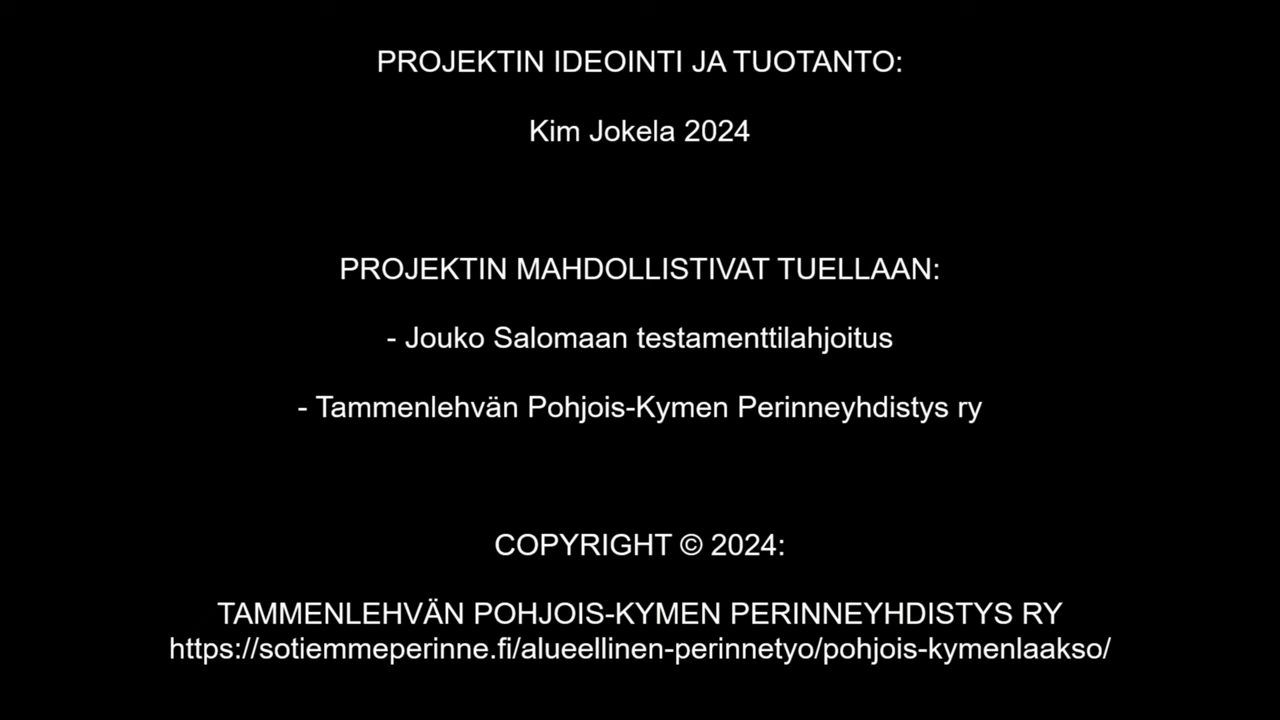 PROJEKTIN IDEOINTI JA TUOTANTO:
Kim Jokela 2024
PROJEKTIN MAHDOLLISTIVAT TUELLAAN:
- Jouko Salomaan testamenttilahjoitus
- Tammenlehvän Pohjois-Kymen Perinneyhdistys ry
COPYRIGHT © 2024:
TAMMENLEHVÄN POHJOIS-KYMEN PERINNEYHDISTYS RY
https://sotiemmeperinne.fi/alueellinen-perinnetyo/pohjois-kymenlaakso/